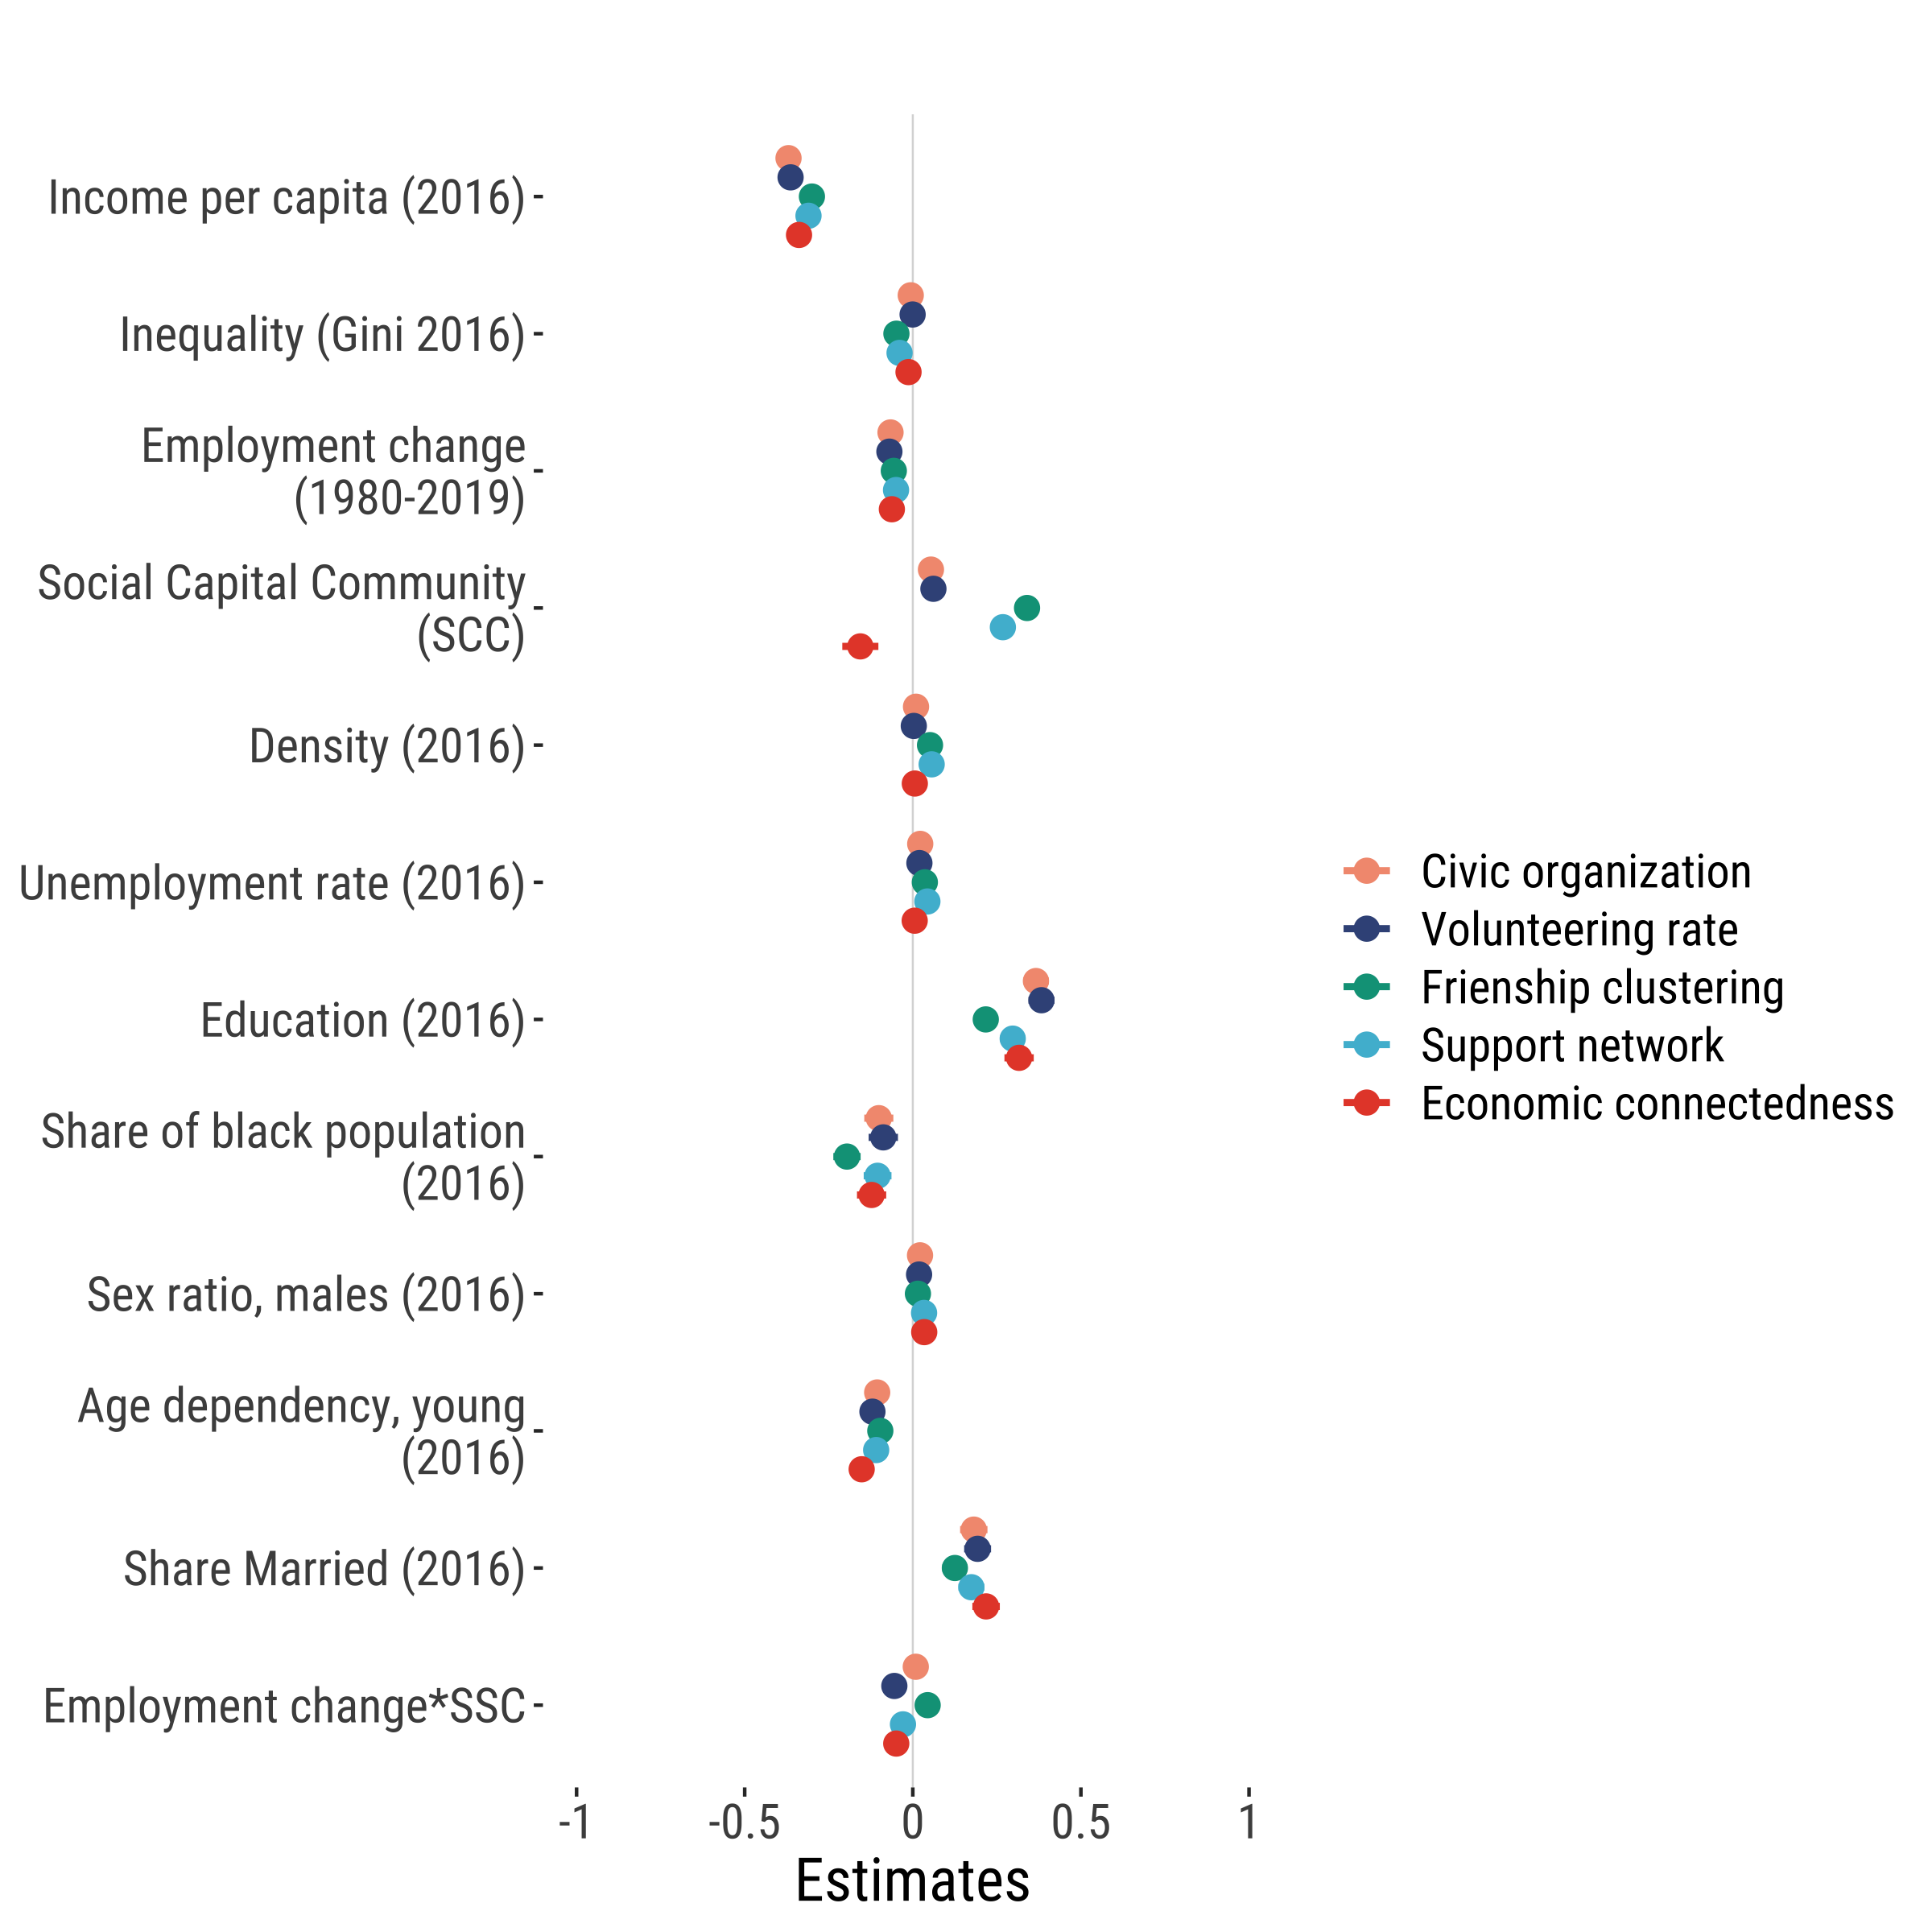 Income per capita (2016)
Inequality (Gini 2016)
Employment change
(1980-2019)
Social Capital Community
(SCC)
Density (2016)
Unemployment rate (2016)
Education (2016)
Share of black population
(2016)
Sex ratio, males (2016)
Age dependency, young
(2016)
Share Married (2016)
Employment change*SSC
-1 -0.5 0 0.5 1
Estimates
Civic organization
Volunteering rate
Frienship clustering
Support network
Economic connectedness